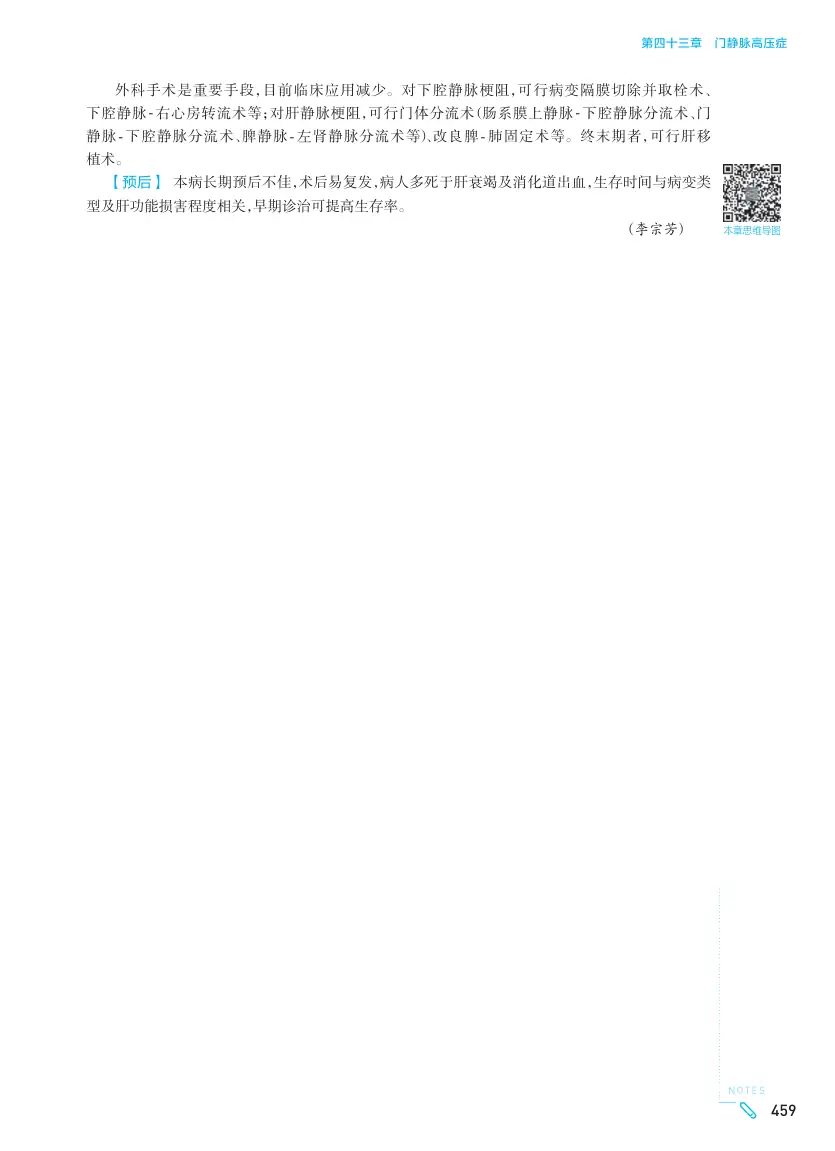 第四十三章 门静脉高压症
外科手术是重要手段,目前临床应用减少。对下腔静脉梗阻,可行病变隔膜切除并取栓术、
下腔静脉-右心房转流术等;对肝静脉梗阻,可行门体分流术(肠系膜上静脉-下腔静脉分流术、门
静脉-下腔静脉分流术、脾静脉-左肾静脉分流术等)、改良脾-肺固定术等。终末期者,可行肝移
植术。
【预后】 本病长期预后不佳,术后易复发,病人多死于肝衰竭及消化道出血,生存时间与病变类
型及肝功能损害程度相关,早期诊治可提高生存率。
(李宗芳)
本章思维导图
NOTES
459